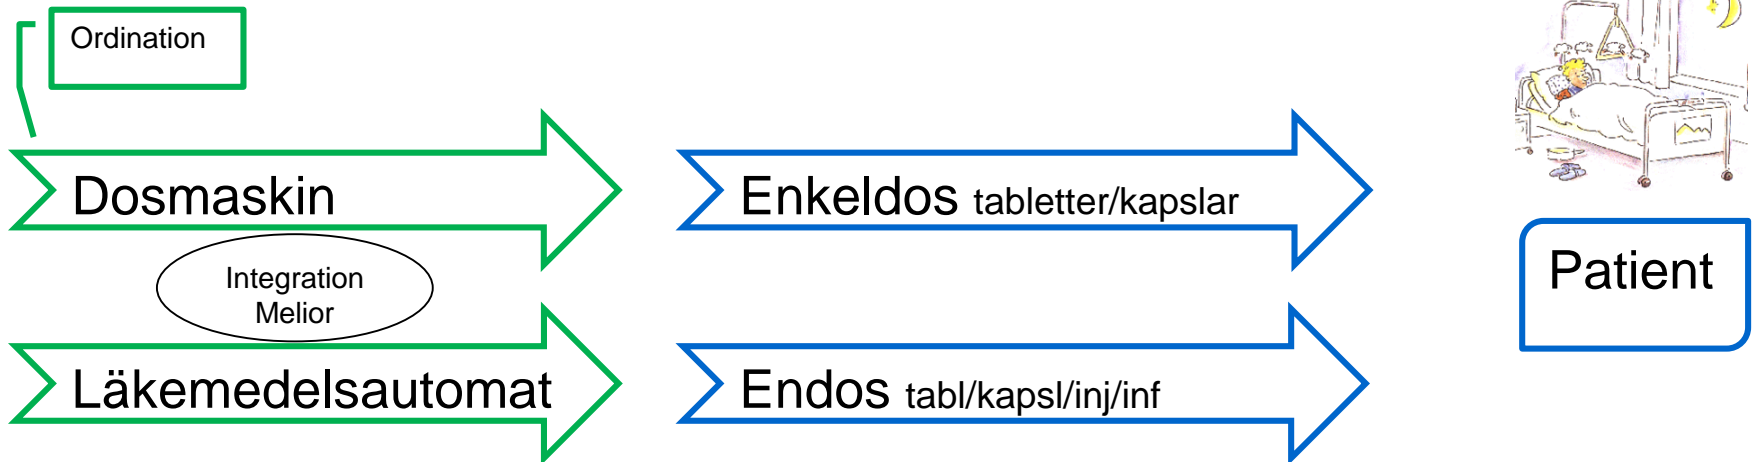 Ordination
Dosmaskin
Enkeldos tabletter/kapslar
Integration
Melior
Patient
Läkemedelsautomat
Endos tabl/kapsl/inj/inf